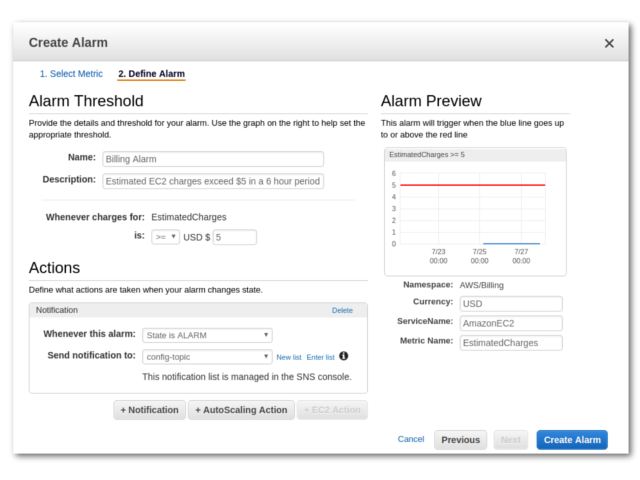 Create Alarm
×
1. Select Metric 2. Define Alarm
Alarm Threshold
Provide the details and threshold for your alarm. Use the graph on the right to help set the
appropriate threshold.
Name: Billing Alarm
Description: Estimated EC2 charges exceed $5 in a 6 hour period
Whenever charges for: EstimatedCharges
is: >= USD $ 5
Actions
Define what actions are taken when your alarm changes state.
Notification Delete
Whenever this alarm: State is ALARM
Send notification to: config-topic New list Enter list i
This notification list is managed in the SNS console.
+ Notification + AutoScaling Action + EC2 Action
Alarm Preview
This alarm will trigger when the blue line goes up
to or above the red line
EstimatedCharges >= 5
6
5
4
3
2
1
0
7/23 7/25 7/27
00:00 00:00 00:00
Namespace: AWS/Billing
Currency: USD
ServiceName: AmazonEC2
Metric Name: EstimatedCharges
Cancel Previous Next Create Alarm